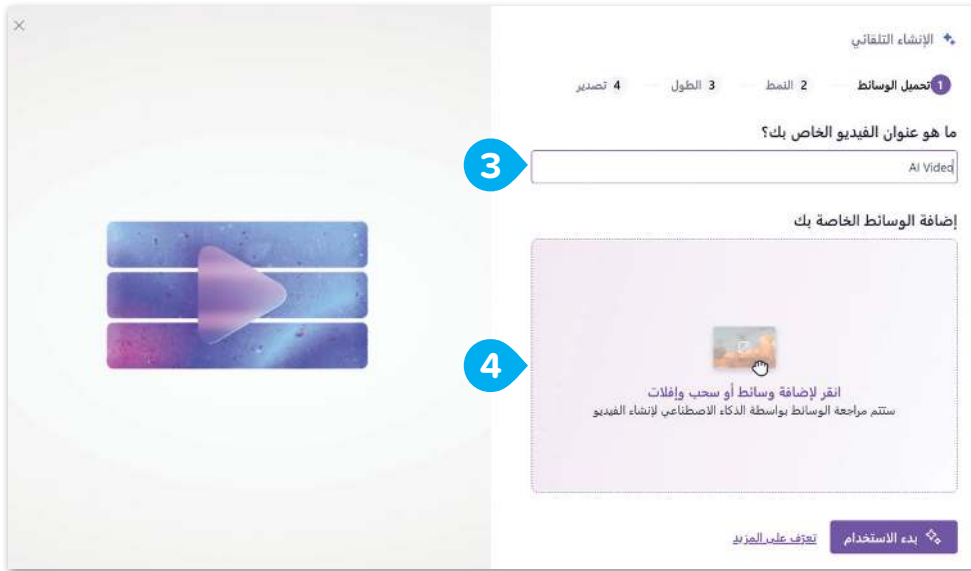 الإنشاء التلقائي
1 تحميل الوسائط 2 النمط 3 الطول 4 تصدير
ما هو عنوان الفيديو الخاص بك؟
3
AI Video
إضافة الوسائط الخاصة بك
4
انقر لإضافة وسائط أو سحب وإفلات
ستتم مراجعة الوسائط بواسطة الذكاء الاصطناعي لإنشاء الفيديو
بدء الاستخدام تعرّف على المزيد